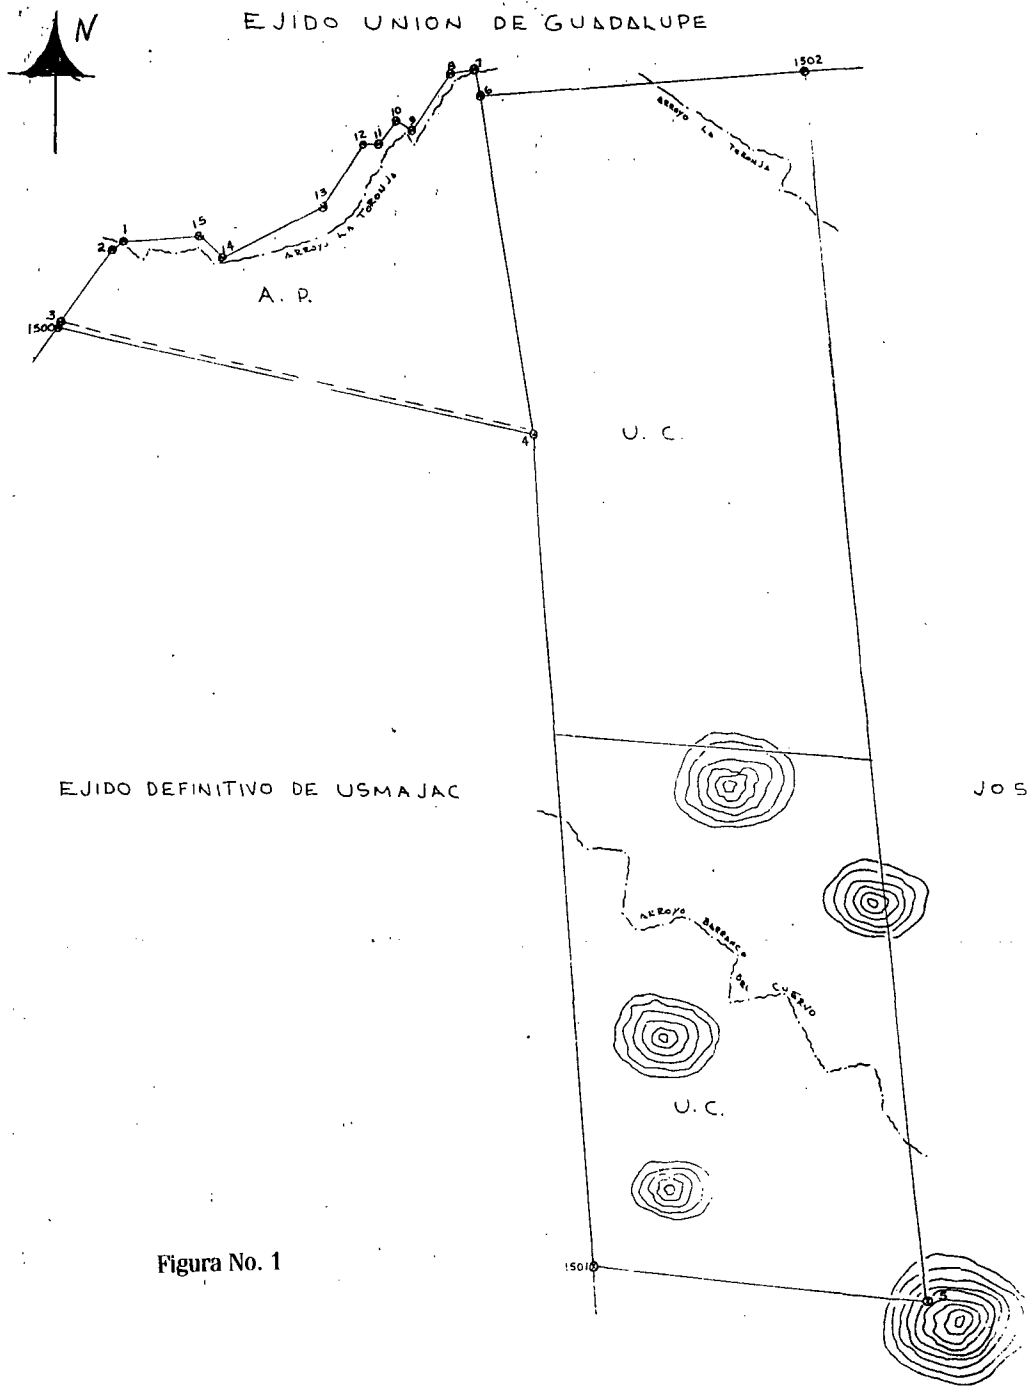 N
EJIDO UNION DE GUADALUPE
1502
8
7
6
10
9
12
11
ARROYO LA TORONJA
13
ARROYO LA TORONJA
15
1
2
14
A. P.
3
1500
4
U. C.
EJIDO DEFINITIVO DE USMAJAC
JOS
ARROYO BARRANCA DEL CUERVO
U.C.
Figura No. 1
1501
5